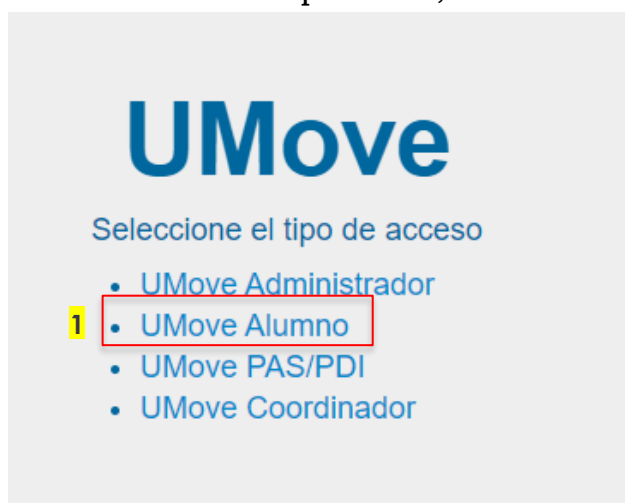 UMove
Seleccione el tipo de acceso
• UMove Administrador
1 • UMove Alumno
• UMove PAS/PDI
• UMove Coordinador